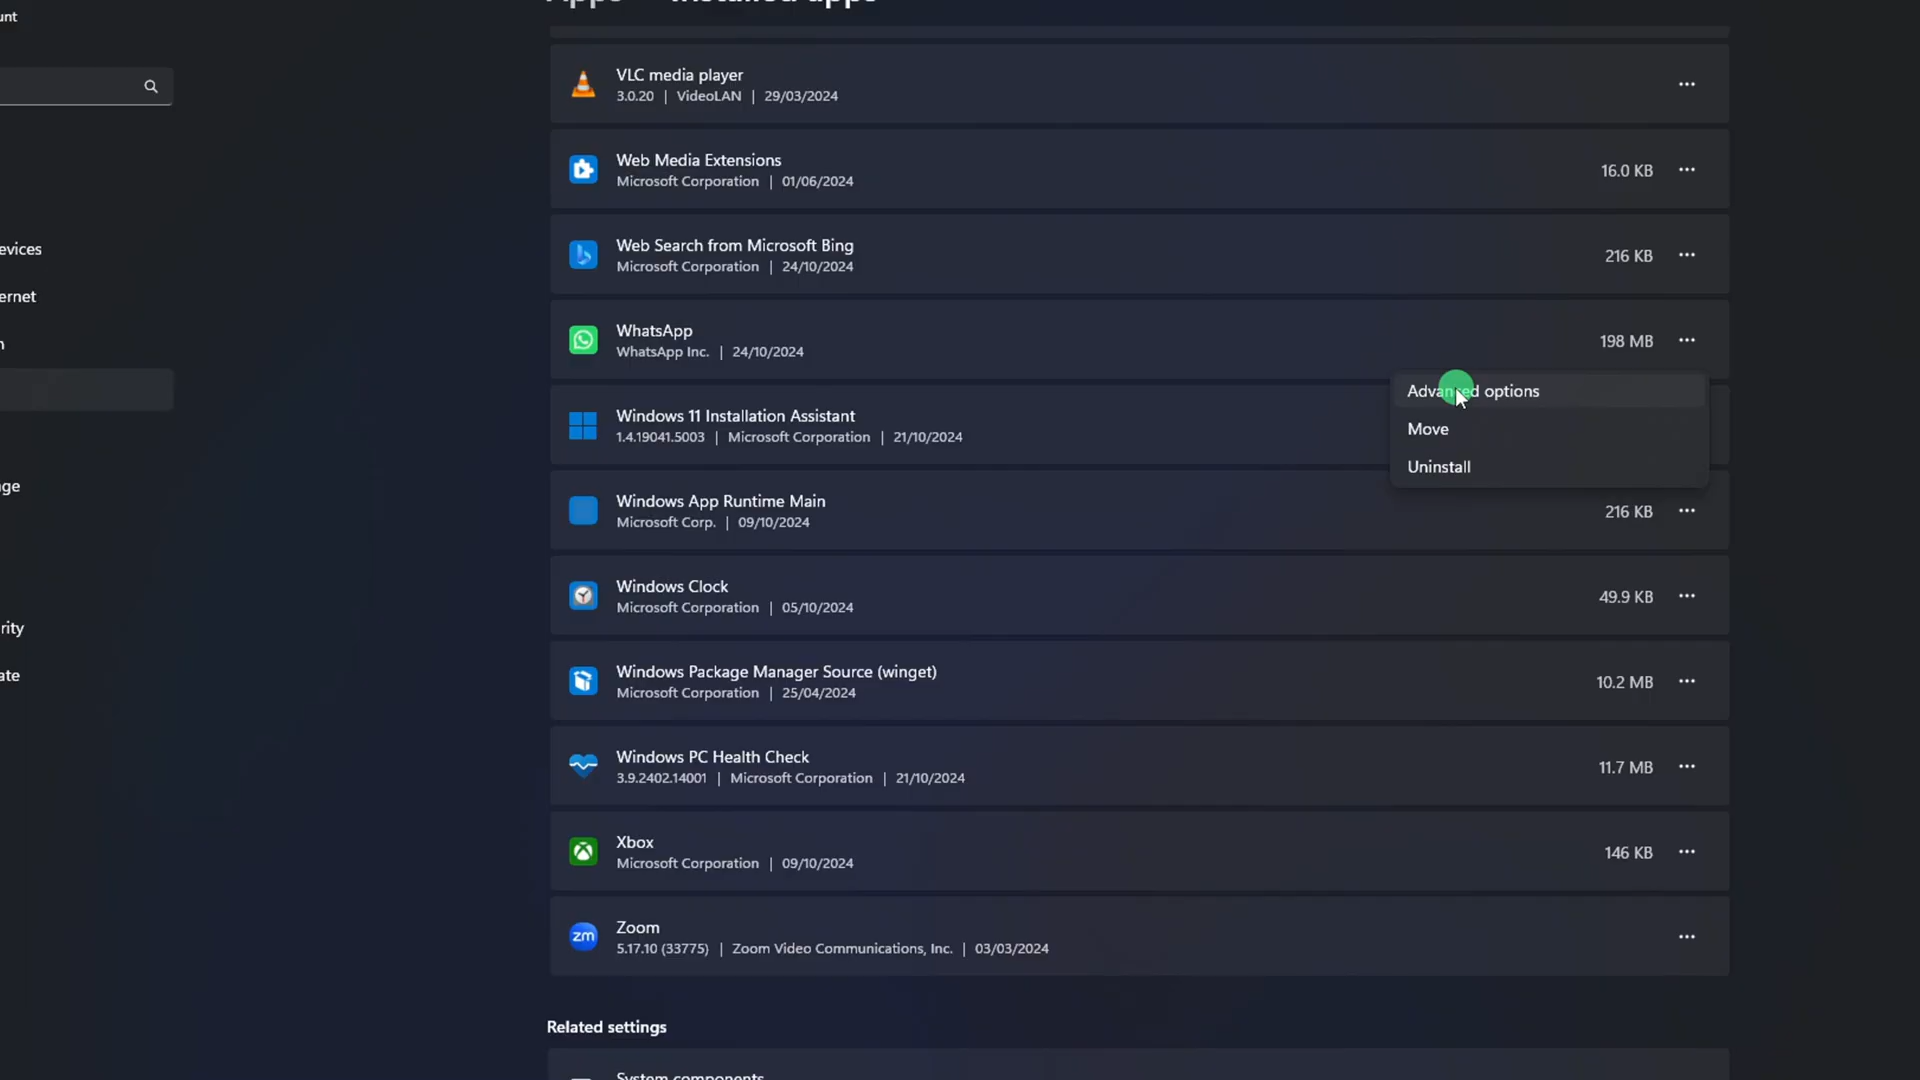 unt
Apps Installed apps
VLC media player
3.0.20 | VideoLAN | 29/03/2024
Web Media Extensions
Microsoft Corporation | 01/06/2024
16.0 KB
evices
Web Search from Microsoft Bing
Microsoft Corporation | 24/10/2024
216 KB
ernet
WhatsApp
WhatsApp Inc. | 24/10/2024
198 MB
Advanced options
Move
Uninstall
Windows 11 Installation Assistant
1.4.19041.5003 | Microsoft Corporation | 21/10/2024
ge
Windows App Runtime Main
Microsoft Corp. | 09/10/2024
216 KB
Windows Clock
Microsoft Corporation | 05/10/2024
49.9 KB
rity
ate
Windows Package Manager Source (winget)
Microsoft Corporation | 25/04/2024
10.2 MB
Windows PC Health Check
3.9.2402.14001 | Microsoft Corporation | 21/10/2024
11.7 MB
Xbox
Microsoft Corporation | 09/10/2024
146 KB
zm
Zoom
5.17.10 (33775) | Zoom Video Communications, Inc. | 03/03/2024
Related settings
System components